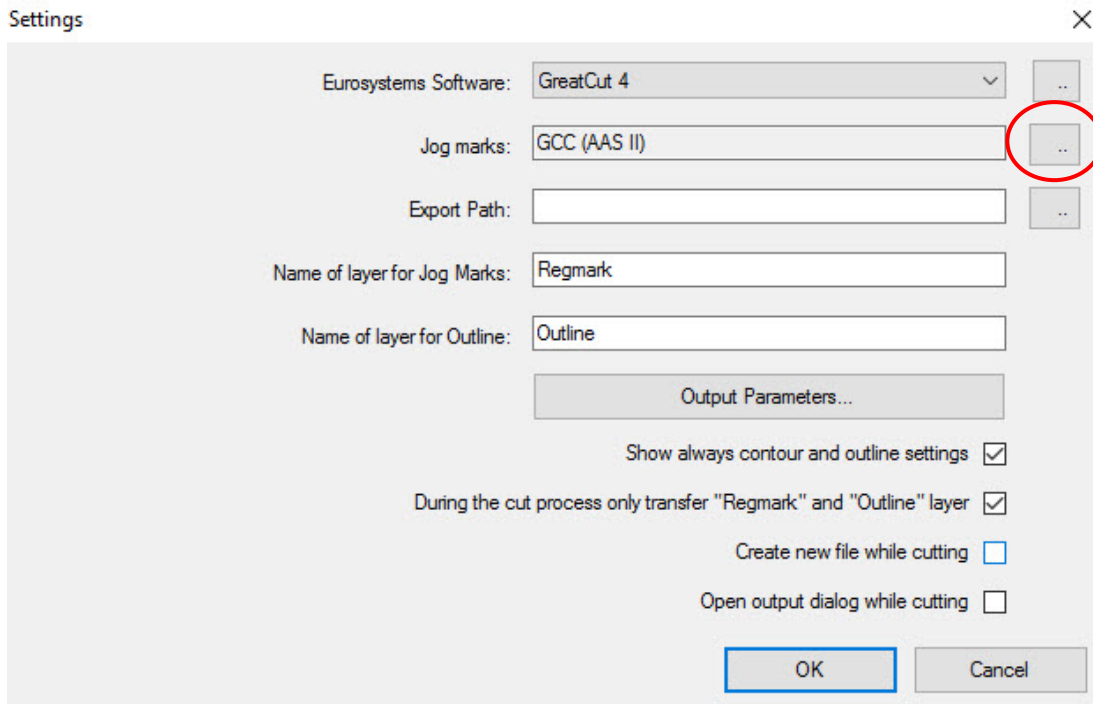 Settings
Eurosystems Software: GreatCut 4 ..
Jog marks: GCC (AAS II) ..
Export Path: ..
Name of layer for Jog Marks: Regmark
Name of layer for Outline: Outline
Output Parameters...
Show always contour and outline settings
During the cut process only transfer "Regmark" and "Outline" layer
Create new file while cutting
Open output dialog while cutting
OK Cancel